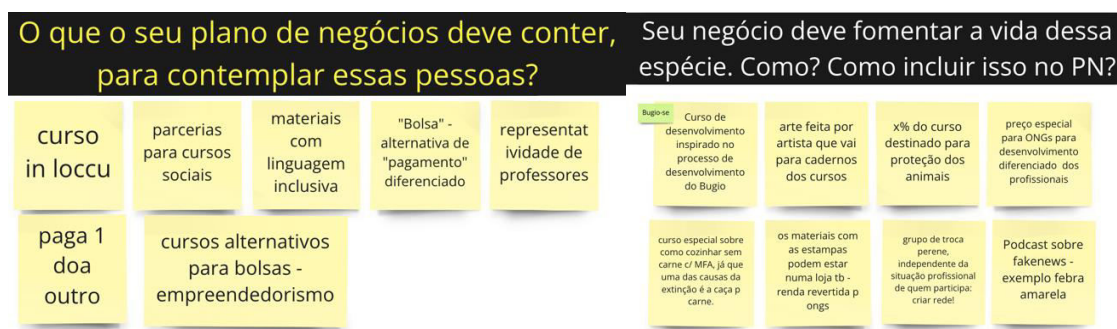 O que o seu plano de negócios deve conter,
para contemplar essas pessoas?
curso
in loccu
parcerias
para cursos
sociais
materiais
com
linguagem
inclusiva
"Bolsa" -
alternativa de
"pagamento"
diferenciado
representat
ividade de
professores
paga 1
doa
outro
cursos alternativos
para bolsas -
empreendedorismo
Seu negócio deve fomentar a vida dessa
espécie. Como? Como incluir isso no PN?
Bugio-se
Curso de
desenvolvimento
inspirado no
processo de
desenvolvimento
do Bugio
arte feita por
artista que vai
para cadernos
dos cursos
x% do curso
destinado para
proteção dos
animais
preço especial
para ONGs para
desenvolvimento
diferenciado dos
profissionais
curso especial sobre
como cozinhar sem
carne c/ MFA, já que
uma das causas da
extinção é a caça p
carne.
os materiais com
as estampas
podem estar
numa loja tb -
renda revertida p
ongs
grupo de troca
perene,
independente da
situação profissional
de quem participa:
criar rede!
Podcast sobre
fakenews -
exemplo febra
amarela